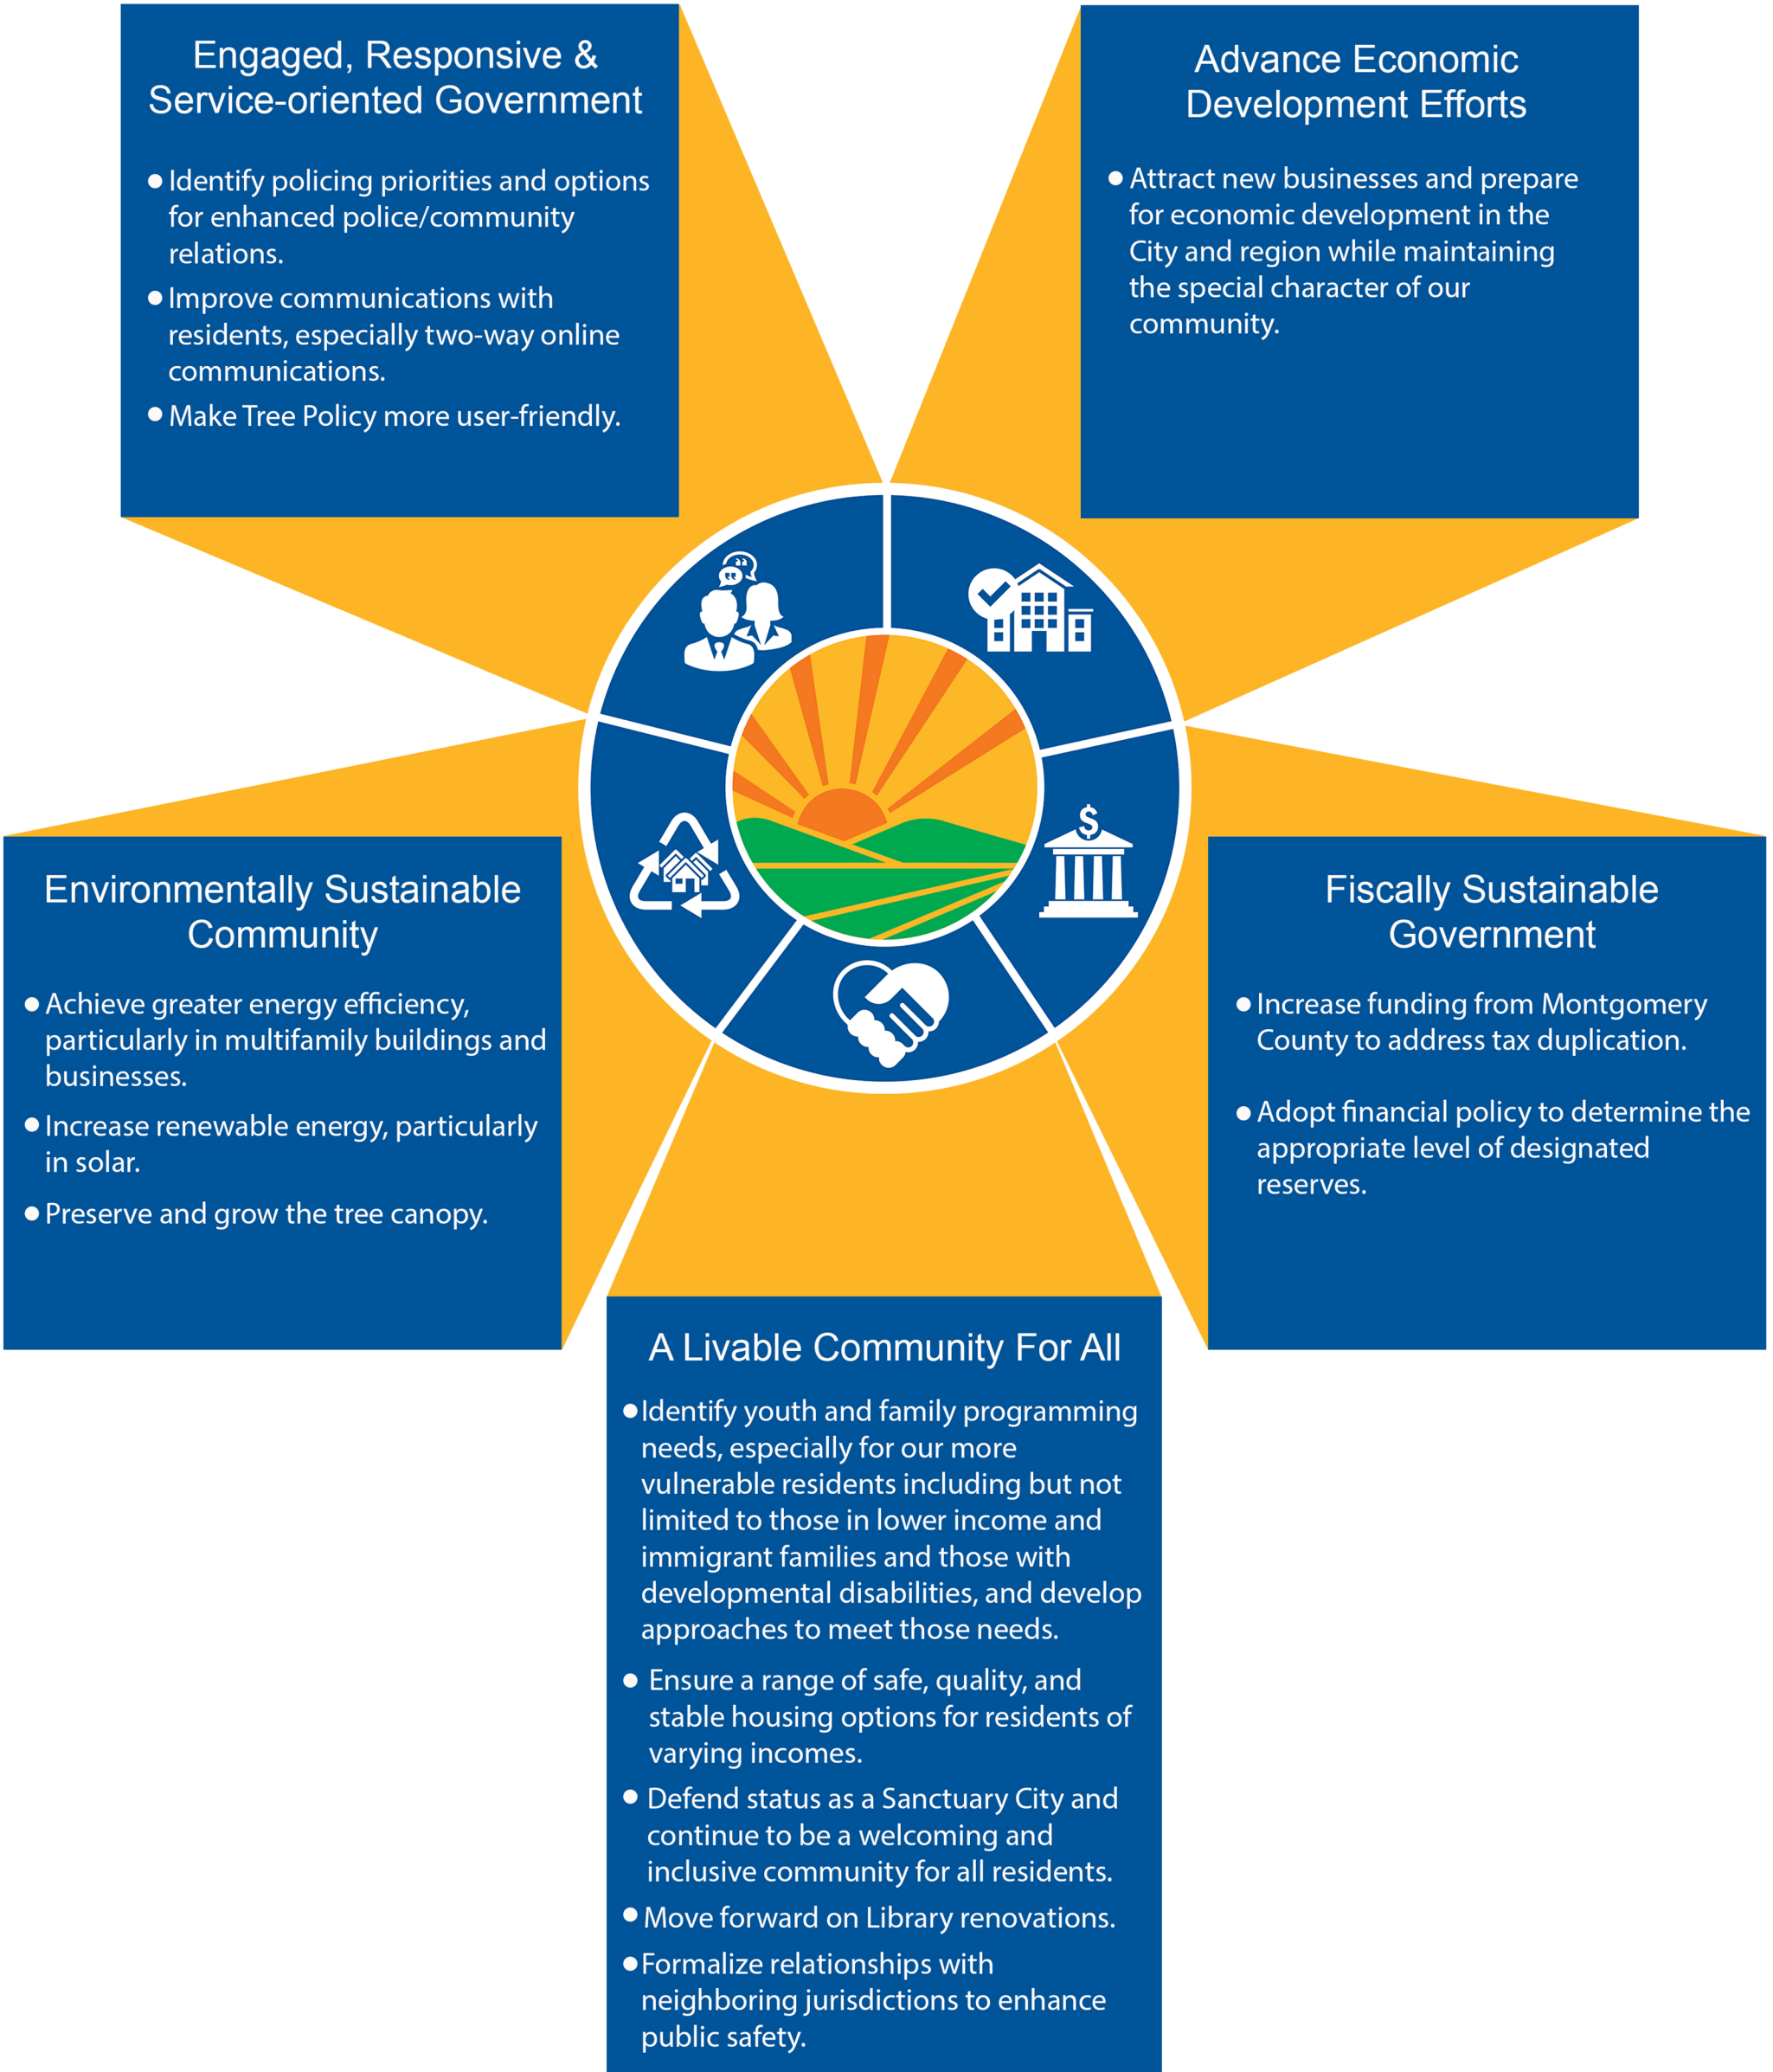 Engaged, Responsive &
Service-oriented Government
● Identify policing priorities and options
for enhanced police/community
relations.
● Improve communications with
residents, especially two-way online
communications.
● Make Tree Policy more user-friendly.
Advance Economic
Development Efforts
● Attract new businesses and prepare
for economic development in the
City and region while maintaining
the special character of our
community.
$
Environmentally Sustainable
Community
● Achieve greater energy efficiency,
particularly in multifamily buildings and
businesses.
● Increase renewable energy, particularly
in solar.
● Preserve and grow the tree canopy.
Fiscally Sustainable
Government
● Increase funding from Montgomery
County to address tax duplication.
● Adopt financial policy to determine the
appropriate level of designated
reserves.
A Livable Community For All
● Identify youth and family programming
needs, especially for our more
vulnerable residents including but not
limited to those in lower income and
immigrant families and those with
developmental disabilities, and develop
approaches to meet those needs.
● Ensure a range of safe, quality, and
stable housing options for residents of
varying incomes.
● Defend status as a Sanctuary City and
continue to be a welcoming and
inclusive community for all residents.
● Move forward on Library renovations.
● Formalize relationships with
neighboring jurisdictions to enhance
public safety.